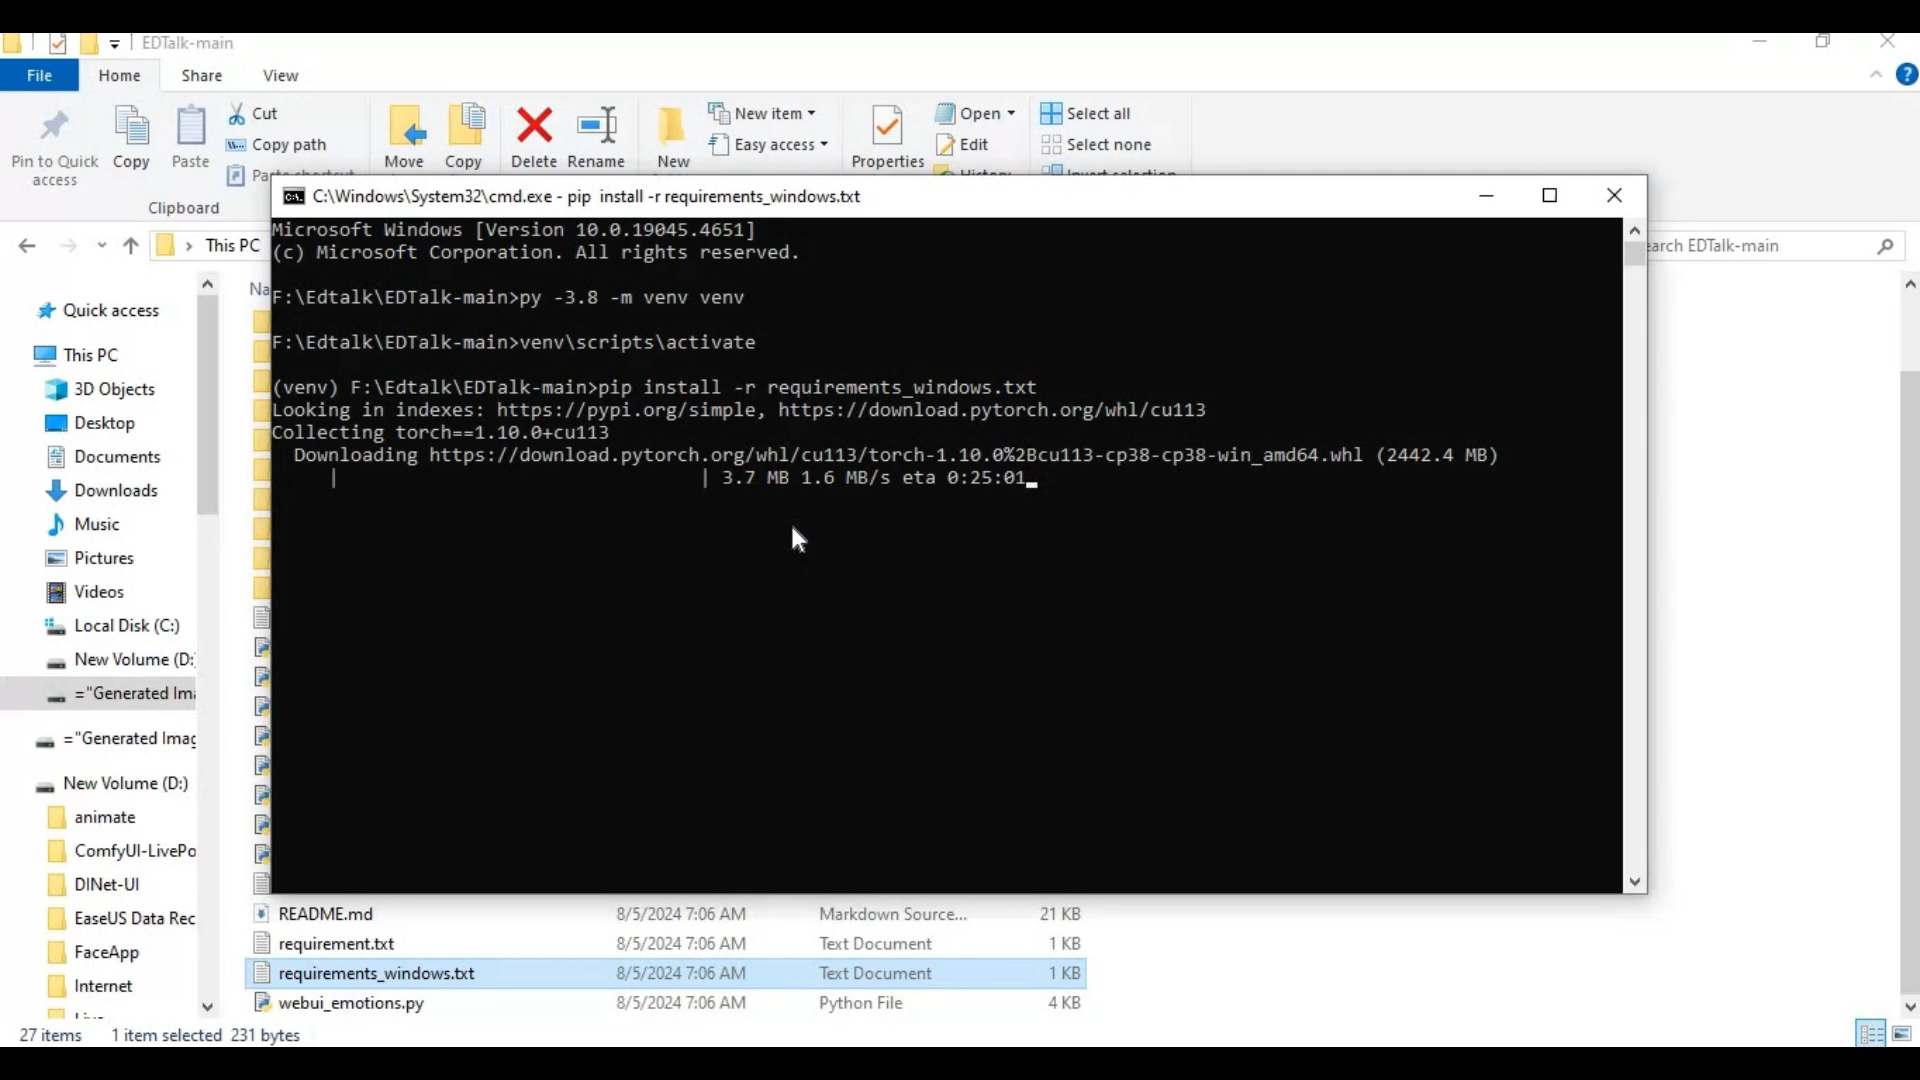 EDTalk-main
File Home Share View
Pin to Quick access
Copy
Paste
Cut
Copy path
Move
Copy
Delete
Rename
New
New item
Easy access
Properties
Open
Edit
History
Select all
Select none
Invert selection
Clipboard
This PC
earch EDTalk-main
C:\Windows\System32\cmd.exe - pip install -r requirements_windows.txt
Microsoft Windows [Version 10.0.19045.4651]
(c) Microsoft Corporation. All rights reserved.
F:\Edtalk\EDTalk-main>py -3.8 -m venv venv
F:\Edtalk\EDTalk-main>venv\scripts\activate
(venv) F:\Edtalk\EDTalk-main>pip install -r requirements_windows.txt
Looking in indexes: https://pypi.org/simple, https://download.pytorch.org/whl/cu113
Collecting torch==1.10.0+cu113
Downloading https://download.pytorch.org/whl/cu113/torch-1.10.0%2Bcu113-cp38-cp38-win_amd64.whl (2442.4 MB)
| | 3.7 MB 1.6 MB/s eta 0:25:01
Na
Quick access
This PC
3D Objects
Desktop
Documents
Downloads
Music
Pictures
Videos
Local Disk (C:)
New Volume (D:
="Generated Ima
="Generated Imag
New Volume (D:)
animate
ComfyUI-LivePo
DINet-UI
EaseUS Data Rec
FaceApp
Internet
README.md 8/5/2024 7:06 AM Markdown Source... 21 KB
requirement.txt 8/5/2024 7:06 AM Text Document 1 KB
requirements_windows.txt 8/5/2024 7:06 AM Text Document 1 KB
webui_emotions.py 8/5/2024 7:06 AM Python File 4 KB
27 items 1 item selected 231 bytes